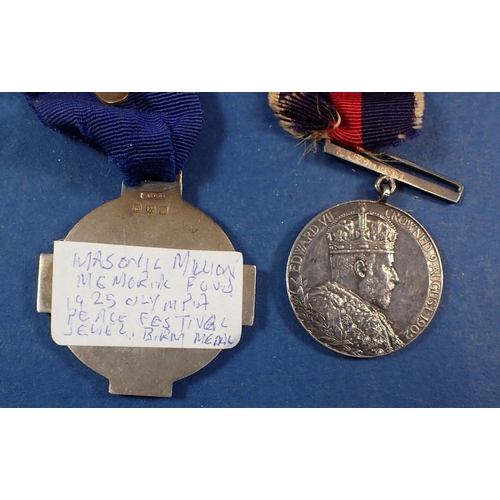 MASONIC MILLION
MEMORIAL FUND
1925 OLYMPIA
PEACE FESTIVAL
JEWEL. BIRM MEDAL
EDWARD VII CROWNED 9 AUGUST 1902